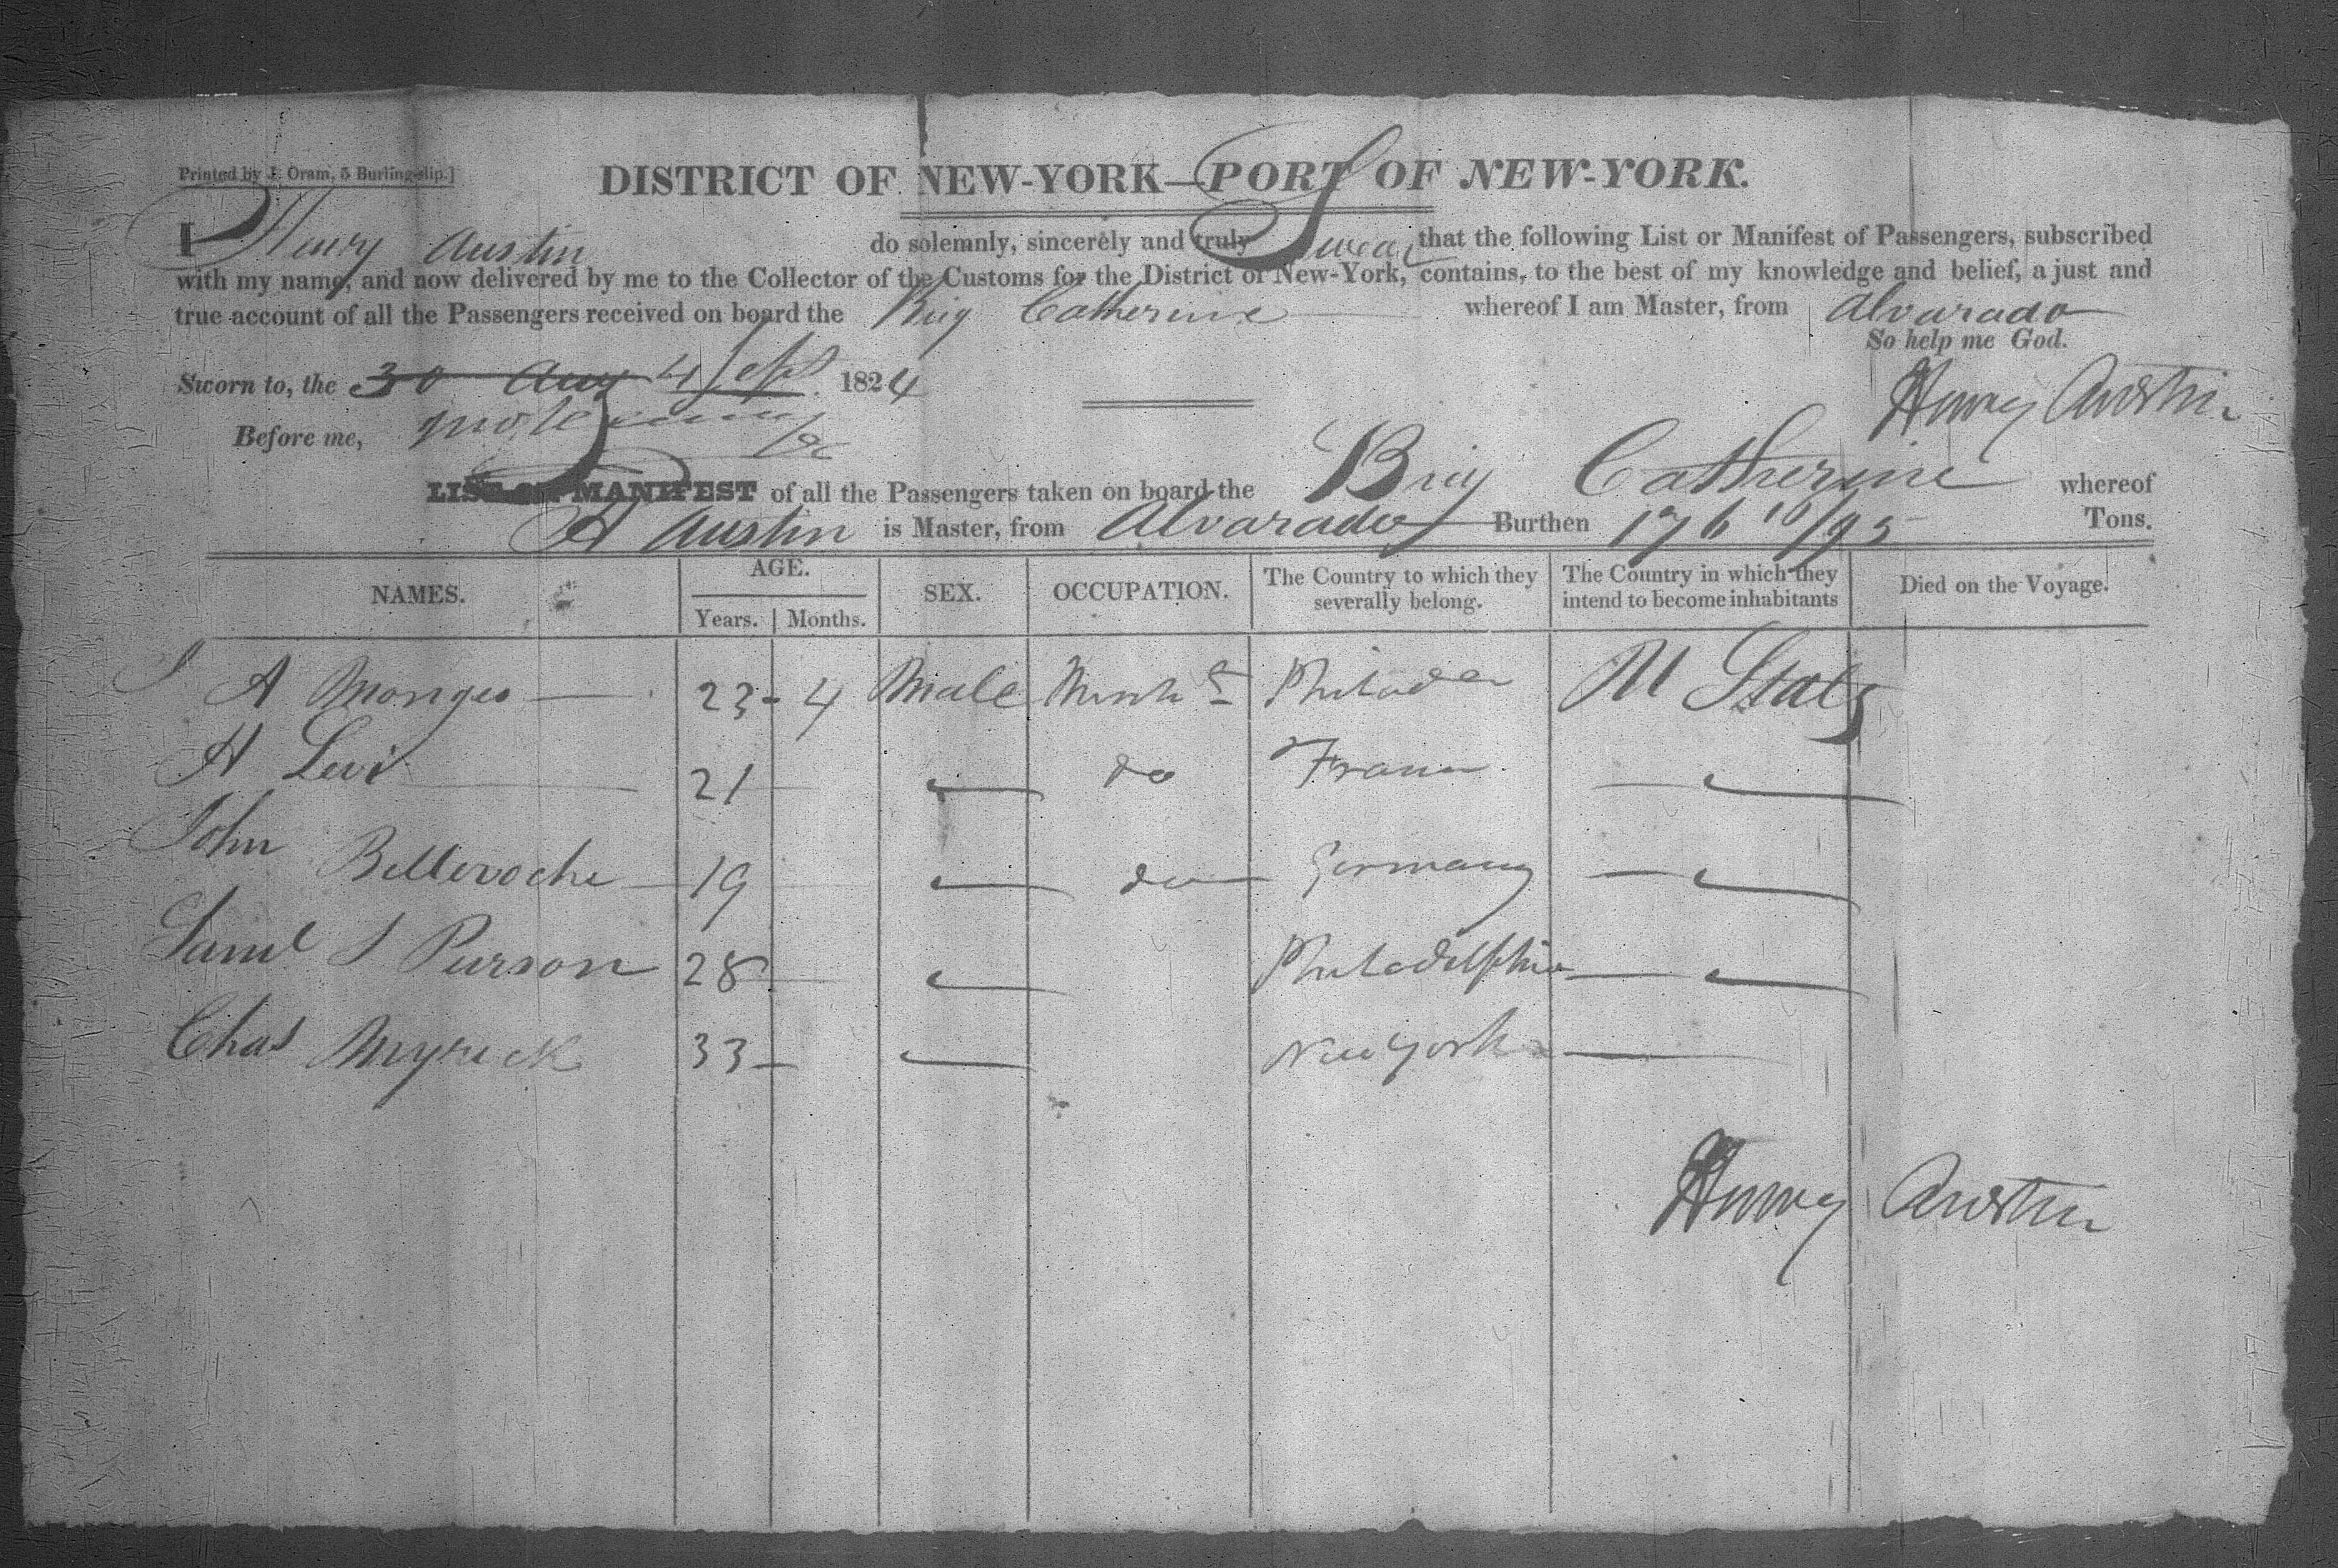 Printed by J. Oram, 5 Burling-slip.]
DISTRICT OF NEW-YORK—PORT OF NEW-YORK.
I Henry Austin do solemnly, sincerely and truly Swear that the following List or Manifest of Passengers, subscribed
with my name, and now delivered by me to the Collector of the Customs for the District of New-York, contains, to the best of my knowledge and belief, a just and
true account of all the Passengers received on board the Brig Catherine whereof I am Master, from Alvarado
So help me God.
Sworn to, the 30 Aug 4 Sept 1824
Henry Austin
Before me,
LIST OR MANIFEST of all the Passengers taken on board the Brig Catherine whereof
H Austin is Master, from Alvarado Burthen 176 10/95 Tons.
NAMES. AGE. SEX. OCCUPATION. The Country to which they severally belong. The Country in which they intend to become inhabitants Died on the Voyage.
Years. Months.
J A Monges 23 - 4 Male Mercht Philadea U States
H Levi 21 do France
John Belleroche 19 do Germany
Saml S Purson 28 Philadelphia
Chas Myrick 33 New York
Henry Austin